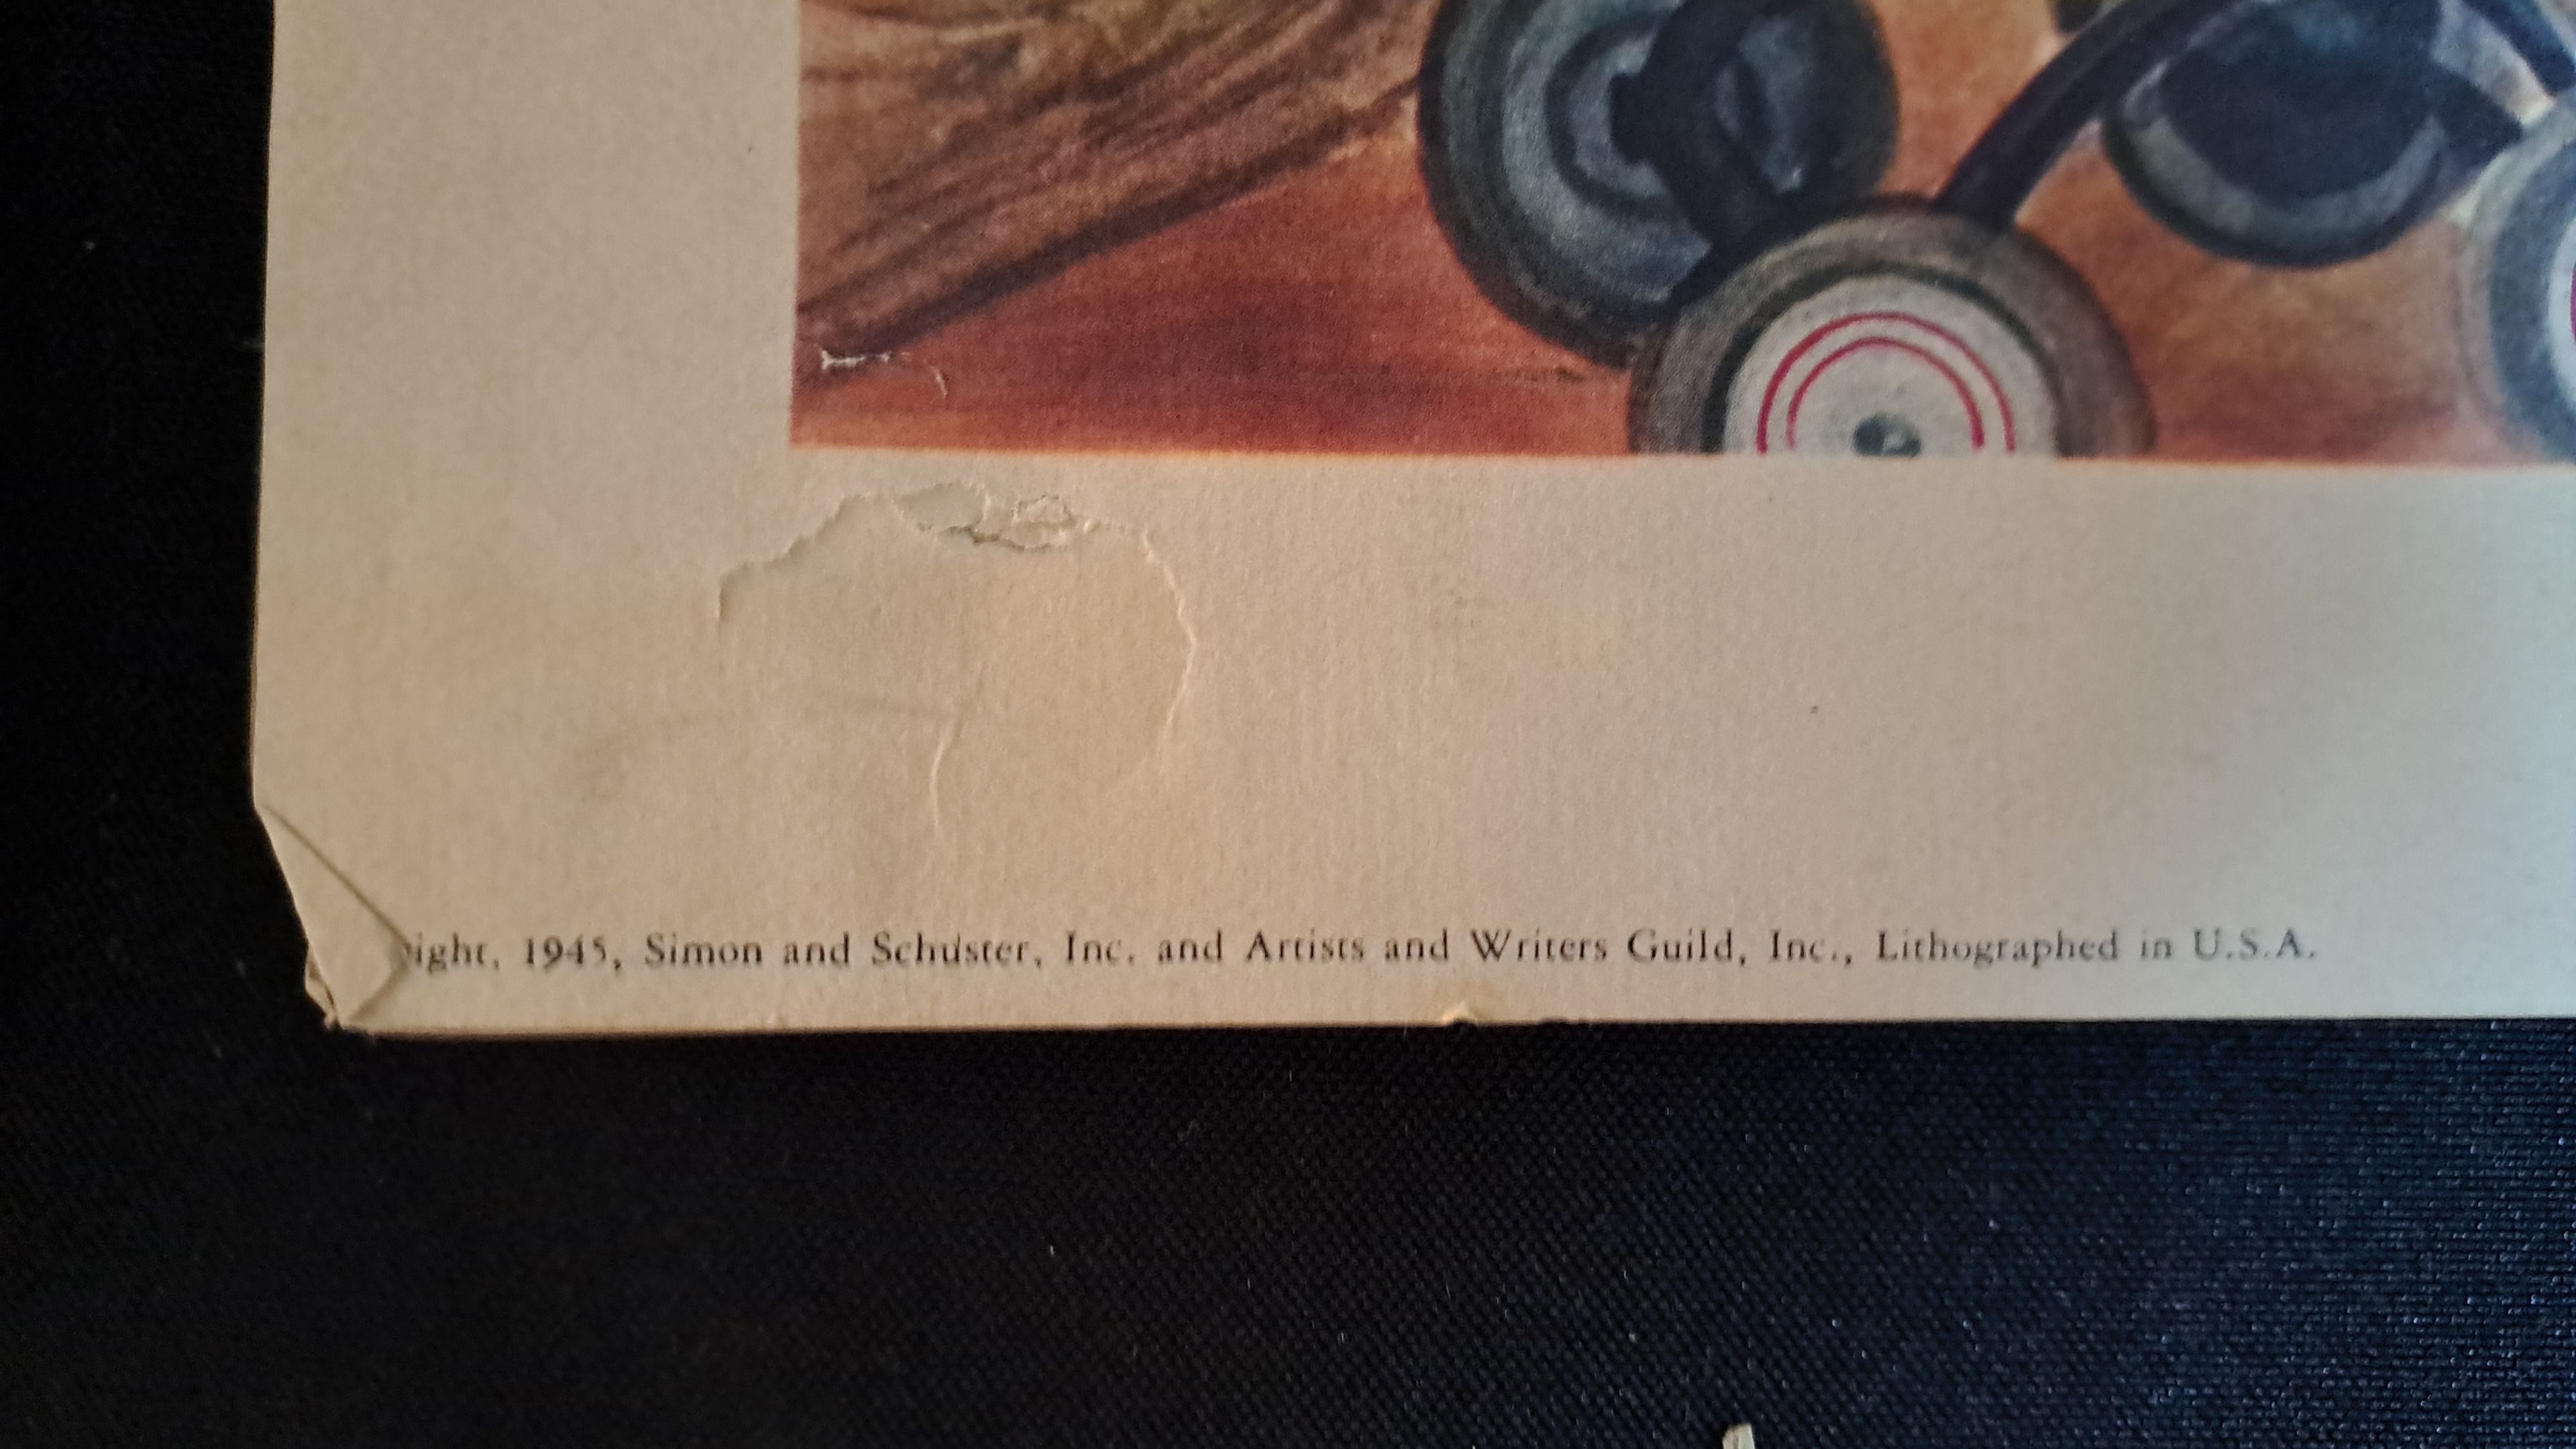 ight, 1945, Simon and Schuster, Inc. and Artists and Writers Guild, Inc., Lithographed in U.S.A.